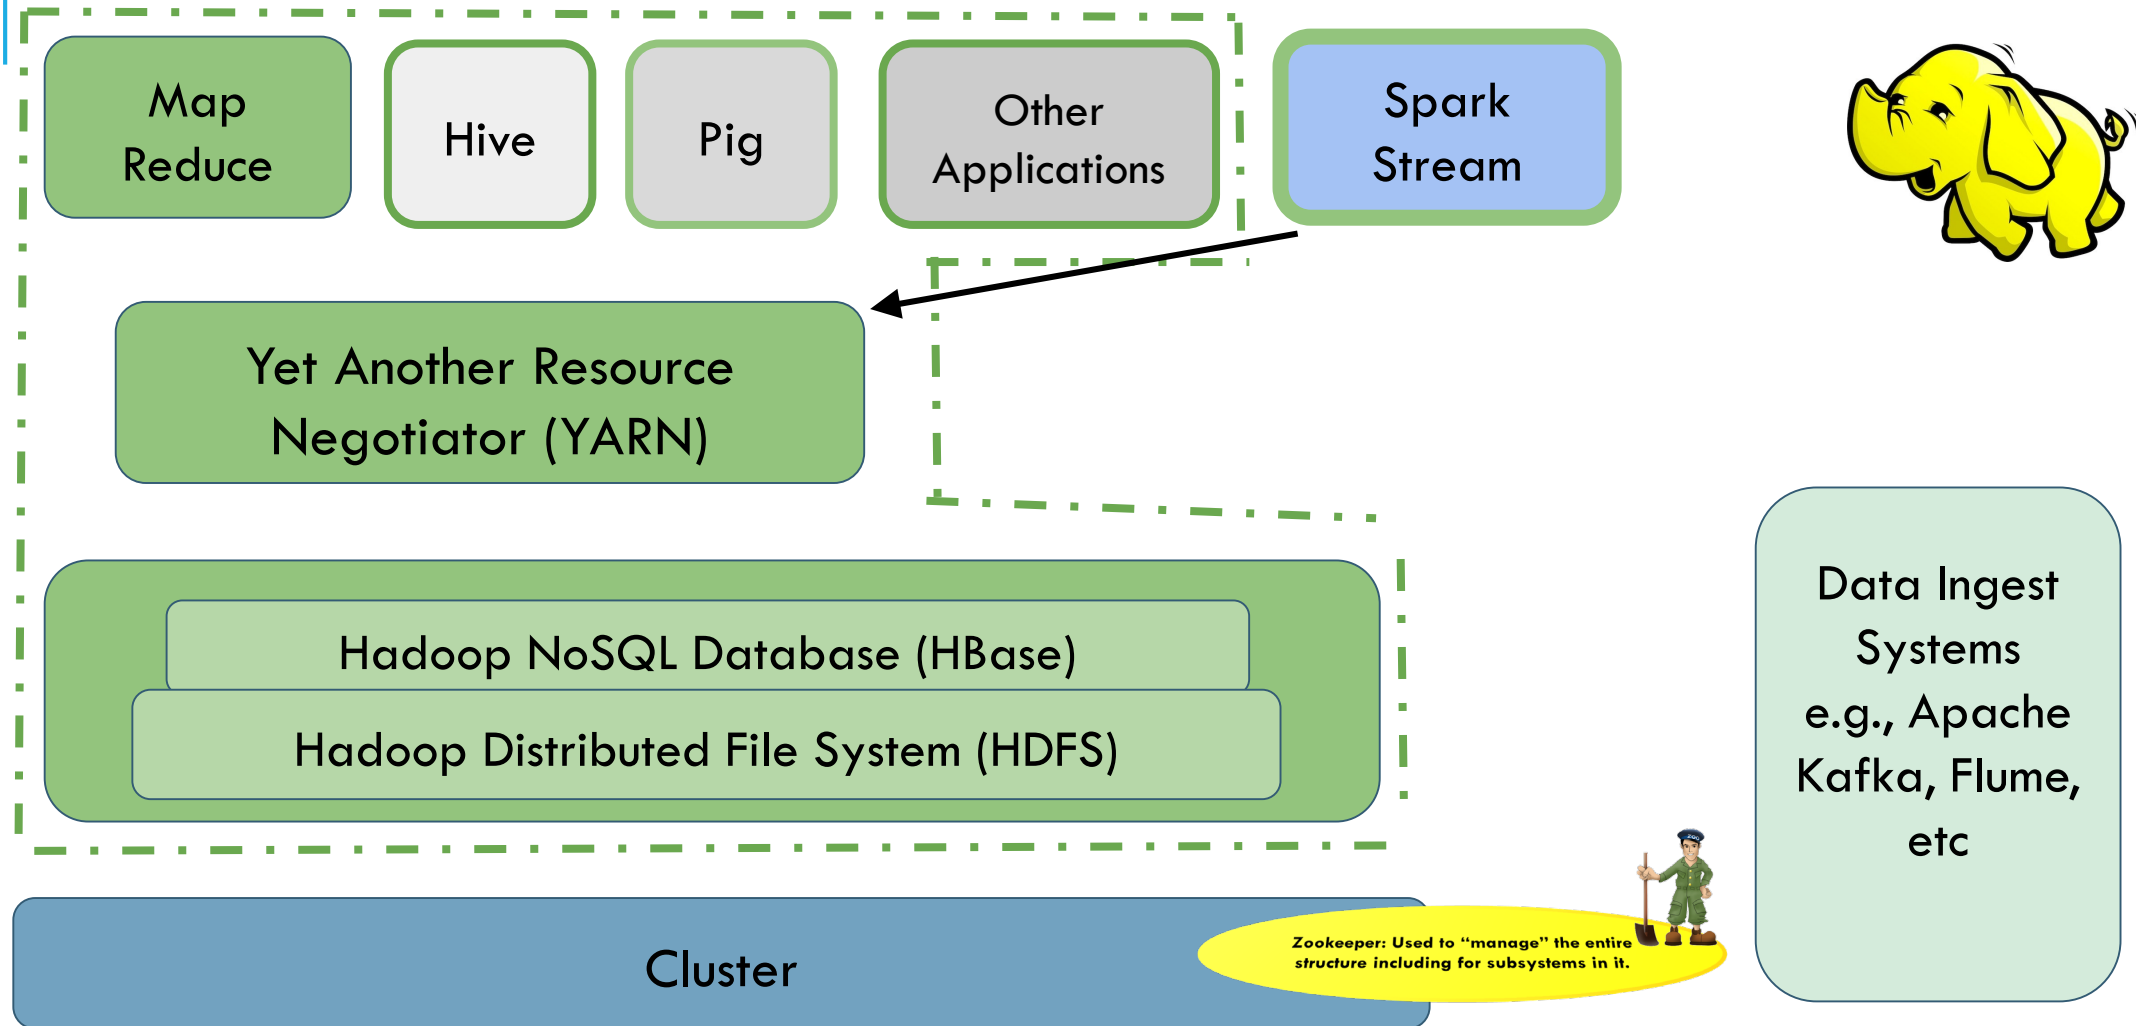 Map
Reduce
Hive
Pig
Other
Applications
Spark
Stream
Yet Another Resource
Negotiator (YARN)
Hadoop NoSQL Database (HBase)
Hadoop Distributed File System (HDFS)
Data Ingest
Systems
e.g., Apache
Kafka, Flume,
etc
Cluster
Zookeeper: Used to “manage” the entire
structure including for subsystems in it.
ZOO